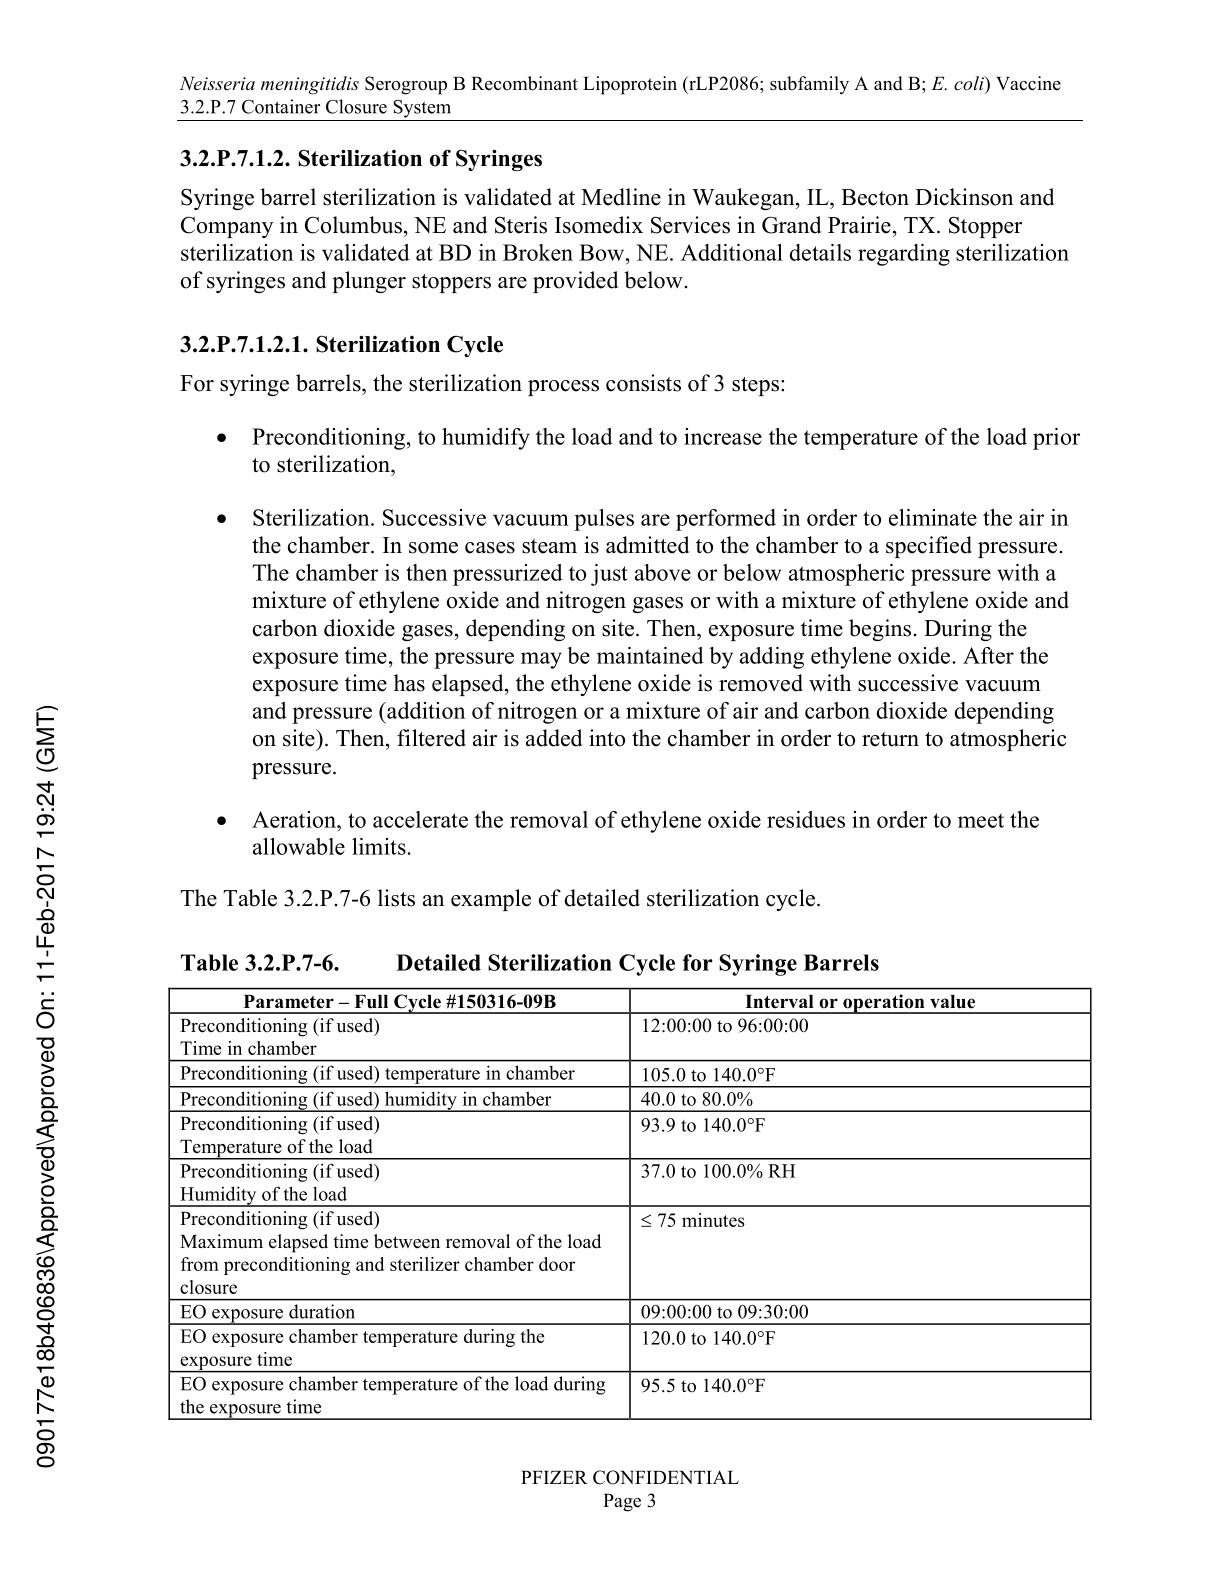 Neisseria meningitidis Serogroup B Recombinant Lipoprotein (rLP2086; subfamily A and B; E. coli) Vaccine
3.2.P.7 Container Closure System
3.2.P.7.1.2. Sterilization of Syringes
Syringe barrel sterilization is validated at Medline in Waukegan, IL, Becton Dickinson and
Company in Columbus, NE and Steris Isomedix Services in Grand Prairie, TX. Stopper
sterilization is validated at BD in Broken Bow, NE. Additional details regarding sterilization
of syringes and plunger stoppers are provided below.
3.2.P.7.1.2.1. Sterilization Cycle
For syringe barrels, the sterilization process consists of 3 steps:
• Preconditioning, to humidify the load and to increase the temperature of the load prior
to sterilization,
• Sterilization. Successive vacuum pulses are performed in order to eliminate the air in
the chamber. In some cases steam is admitted to the chamber to a specified pressure.
The chamber is then pressurized to just above or below atmospheric pressure with a
mixture of ethylene oxide and nitrogen gases or with a mixture of ethylene oxide and
carbon dioxide gases, depending on site. Then, exposure time begins. During the
exposure time, the pressure may be maintained by adding ethylene oxide. After the
exposure time has elapsed, the ethylene oxide is removed with successive vacuum
and pressure (addition of nitrogen or a mixture of air and carbon dioxide depending
on site). Then, filtered air is added into the chamber in order to return to atmospheric
pressure.
• Aeration, to accelerate the removal of ethylene oxide residues in order to meet the
allowable limits.
The Table 3.2.P.7-6 lists an example of detailed sterilization cycle.
Table 3.2.P.7-6. Detailed Sterilization Cycle for Syringe Barrels
Parameter – Full Cycle #150316-09B Interval or operation value
Preconditioning (if used) 12:00:00 to 96:00:00
Time in chamber
Preconditioning (if used) temperature in chamber 105.0 to 140.0°F
Preconditioning (if used) humidity in chamber 40.0 to 80.0%
Preconditioning (if used) 93.9 to 140.0°F
Temperature of the load
Preconditioning (if used) 37.0 to 100.0% RH
Humidity of the load
Preconditioning (if used) ≤ 75 minutes
Maximum elapsed time between removal of the load
from preconditioning and sterilizer chamber door
closure
EO exposure duration 09:00:00 to 09:30:00
EO exposure chamber temperature during the 120.0 to 140.0°F
exposure time
EO exposure chamber temperature of the load during 95.5 to 140.0°F
the exposure time
PFIZER CONFIDENTIAL
Page 3
090177e18b406836\Approved\Approved On: 11-Feb-2017 19:24 (GMT)